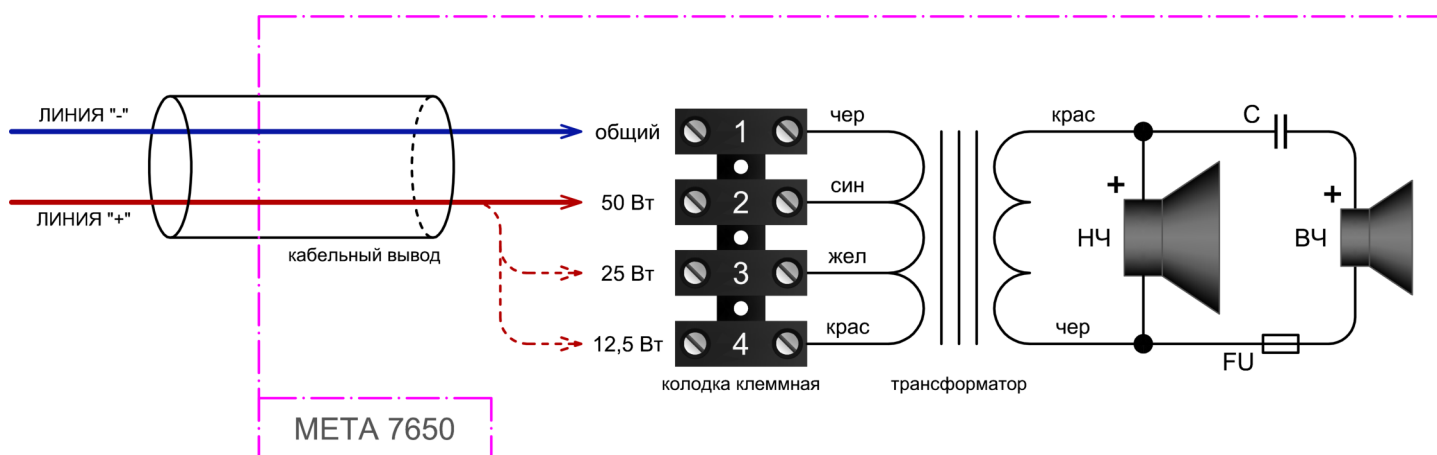 ЛИНИЯ "-"
ЛИНИЯ "+"
кабельный вывод
общий
50 Вт
25 Вт
12,5 Вт
1
2
3
4
колодка клеммная
чер
син
жел
крас
трансформатор
крас
чер
C
+
НЧ
+
ВЧ
FU
МЕТА 7650